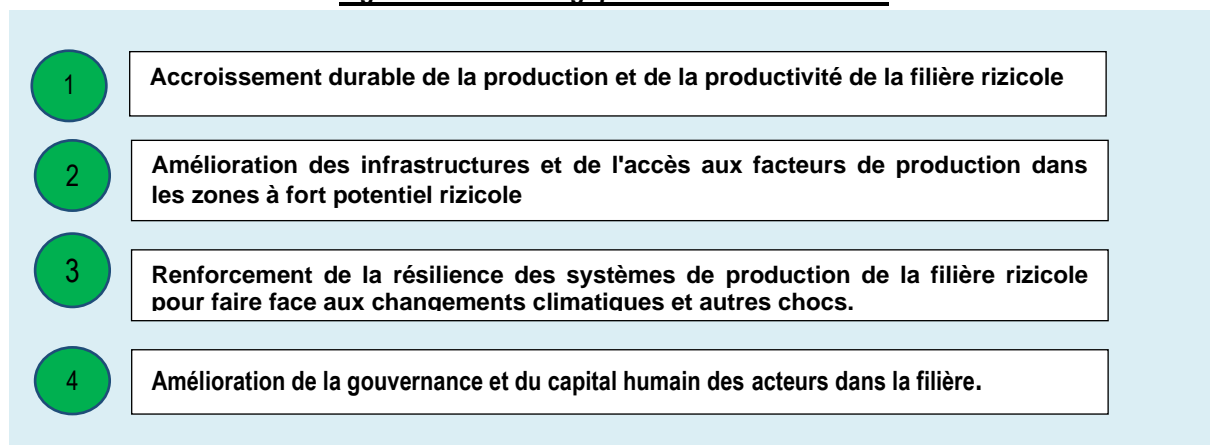 1
Accroissement durable de la production et de la productivité de la filière rizicole
2
Amélioration des infrastructures et de l'accès aux facteurs de production dans
les zones à fort potentiel rizicole
3
Renforcement de la résilience des systèmes de production de la filière rizicole
pour faire face aux changements climatiques et autres chocs.
4
Amélioration de la gouvernance et du capital humain des acteurs dans la filière.